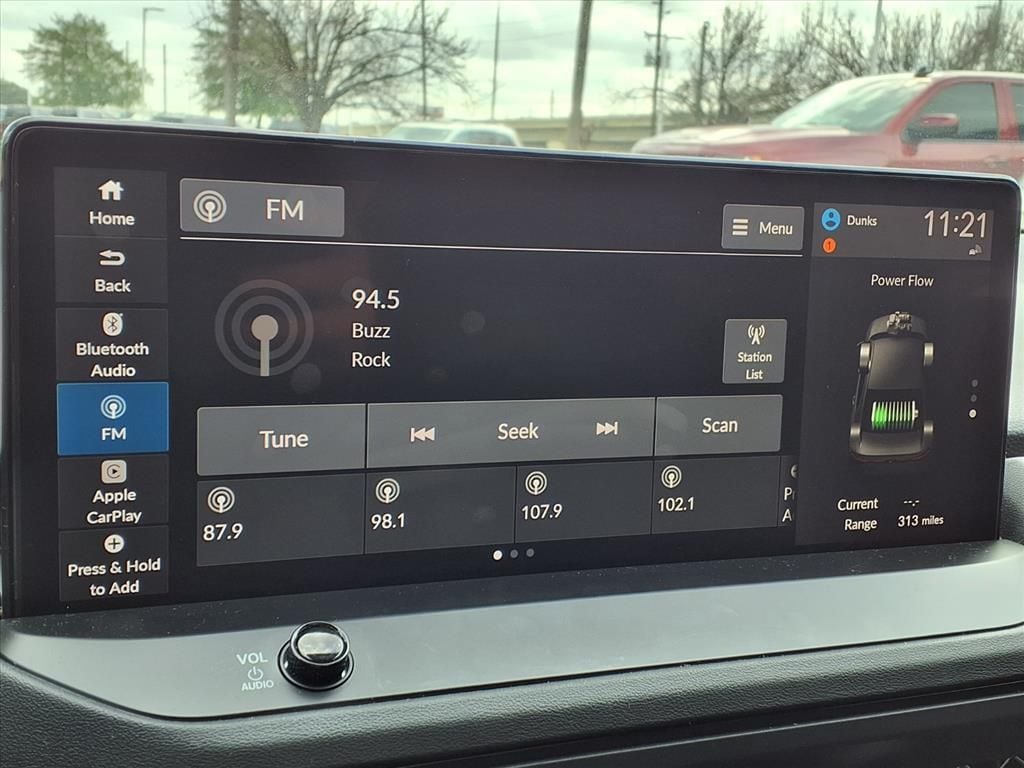 Home
Back
Bluetooth
Audio
FM
Apple
CarPlay
Press & Hold
to Add
FM
Menu
94.5
Buzz
Rock
Station
List
Tune
Seek
Scan
87.9
98.1
107.9
102.1
Dunks
11:21
1
Power Flow
Current --.-
Range 313 miles
VOL
AUDIO